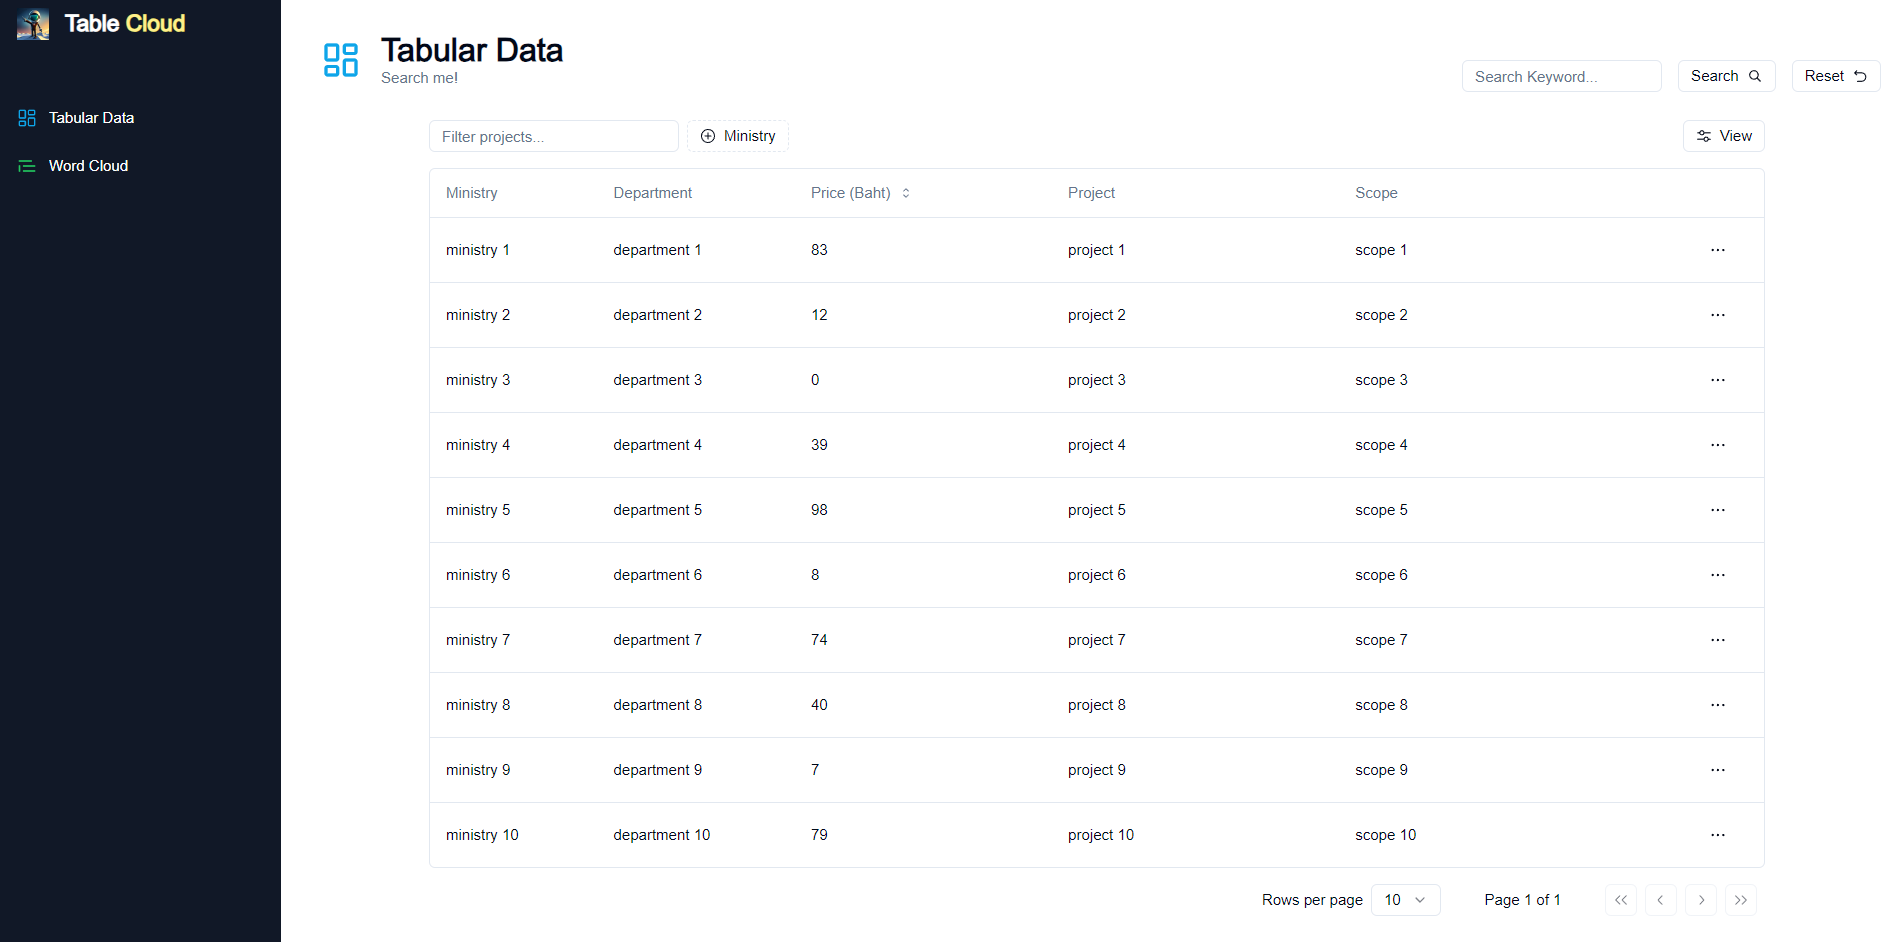 Table Cloud
Tabular Data
Word Cloud
Tabular Data
Search me!
Search Keyword... Search Reset
Filter projects... Ministry View
Ministry Department Price (Baht) Project Scope
ministry 1 department 1 83 project 1 scope 1 ...
ministry 2 department 2 12 project 2 scope 2 ...
ministry 3 department 3 0 project 3 scope 3 ...
ministry 4 department 4 39 project 4 scope 4 ...
ministry 5 department 5 98 project 5 scope 5 ...
ministry 6 department 6 8 project 6 scope 6 ...
ministry 7 department 7 74 project 7 scope 7 ...
ministry 8 department 8 40 project 8 scope 8 ...
ministry 9 department 9 7 project 9 scope 9 ...
ministry 10 department 10 79 project 10 scope 10 ...
Rows per page 10 Page 1 of 1